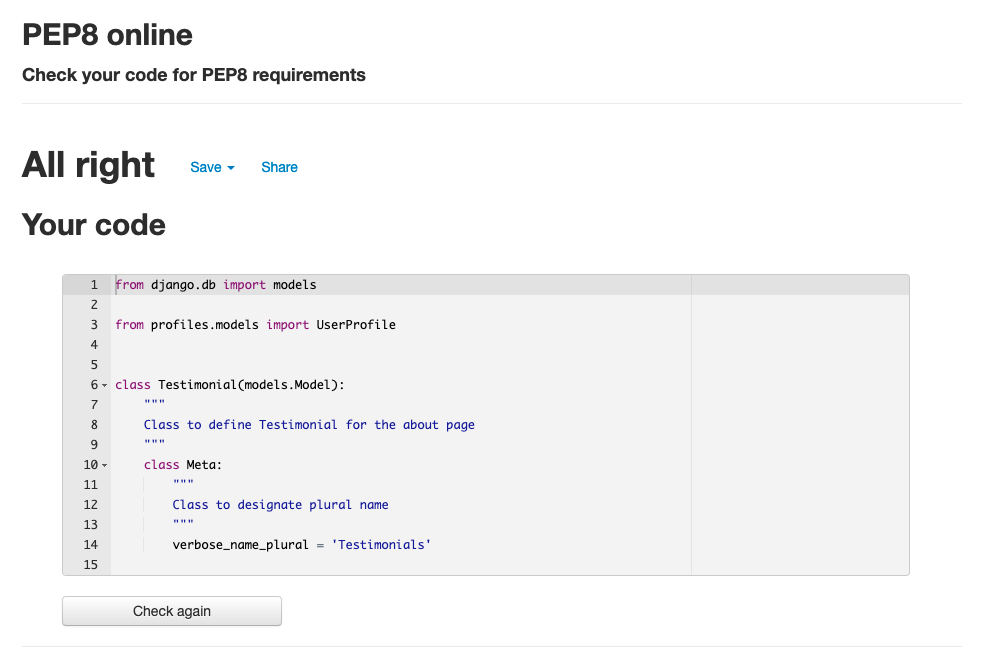 PEP8 online
Check your code for PEP8 requirements
All right Save Share
Your code
1 from django.db import models
2
3 from profiles.models import UserProfile
4
5
6 class Testimonial(models.Model):
7     """
8     Class to define Testimonial for the about page
9     """
10     class Meta:
11         """
12         Class to designate plural name
13         """
14         verbose_name_plural = 'Testimonials'
15
Check again